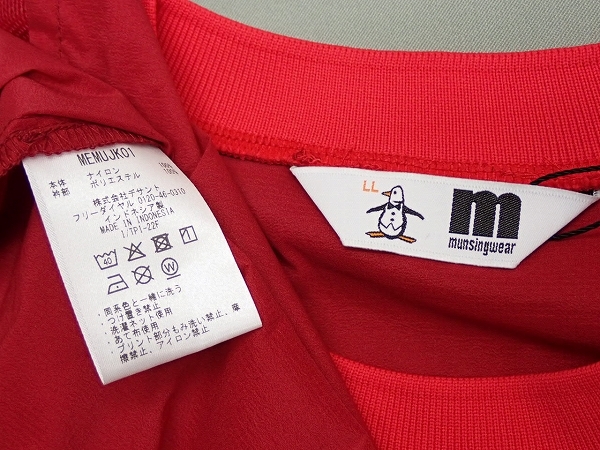 MEMUJK01
本体 ナイロン 100%
衿部 ポリエステル 100%
株式会社デサント
フリーダイヤル 0120-46-0310
インドネシア製
MADE IN INDONESIA
1/TPI-22F
40
W
・同系色と一緒に洗う
・つけ置き禁止
・洗濯ネット使用
・あて布使用
・プリント部分もみ洗い禁止、摩
擦禁止、アイロン禁止
LL
m
munsingwear